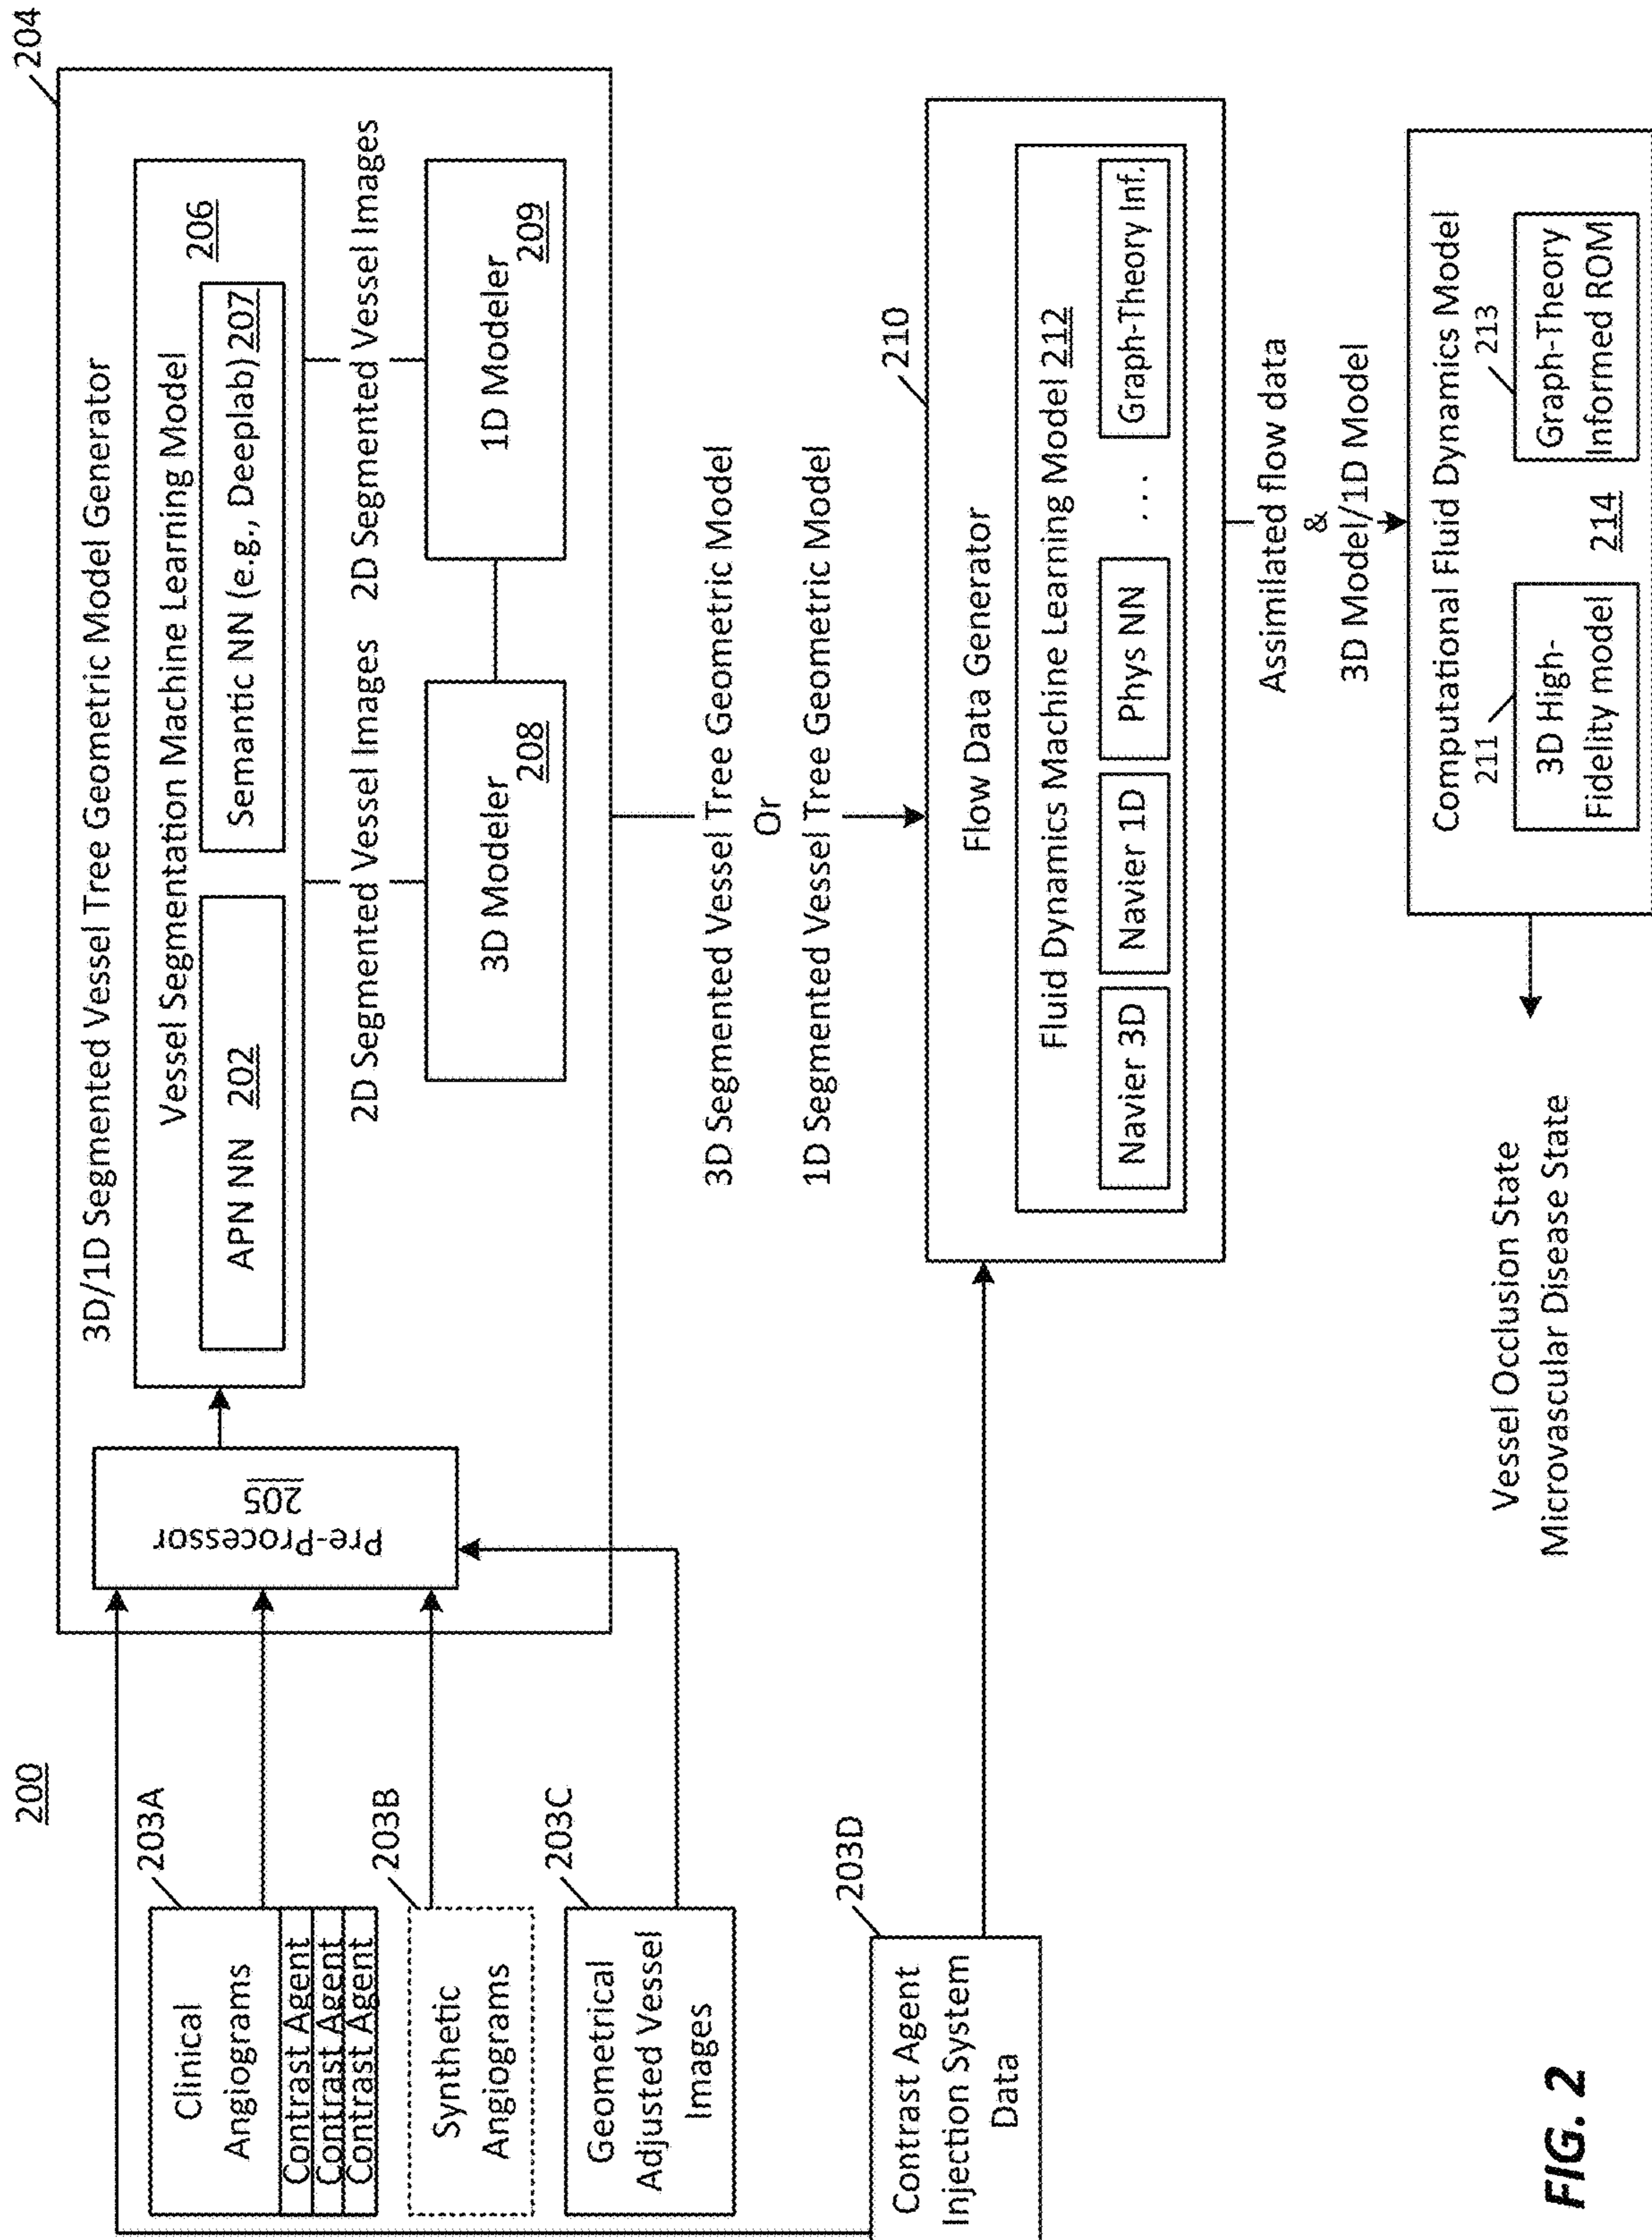 200
204
3D/1D Segmented Vessel Tree Geometric Model Generator
Pre-Processor
205
Vessel Segmentation Machine Learning Model
206
APN NN 202
Semantic NN (e.g., Deeplab) 207
2D Segmented Vessel Images
2D Segmented Vessel Images
3D Modeler
208
1D Modeler
209
203A
Clinical
Angiograms
Contrast Agent
Contrast Agent
Contrast Agent
203B
Synthetic
Angiograms
203C
Geometrical
Adjusted Vessel
Images
203D
Contrast Agent
Injection System
Data
3D Segmented Vessel Tree Geometric Model
Or
1D Segmented Vessel Tree Geometric Model
210
Flow Data Generator
Fluid Dynamics Machine Learning Model 212
Navier 3D
Navier 1D
Phys NN
...
Graph-Theory Inf.
Assimilated flow data
&
3D Model/1D Model
Computational Fluid Dynamics Model
211
213
3D High-
Fidelity model
214
Graph-Theory
Informed ROM
Vessel Occlusion State
Microvascular Disease State
FIG. 2